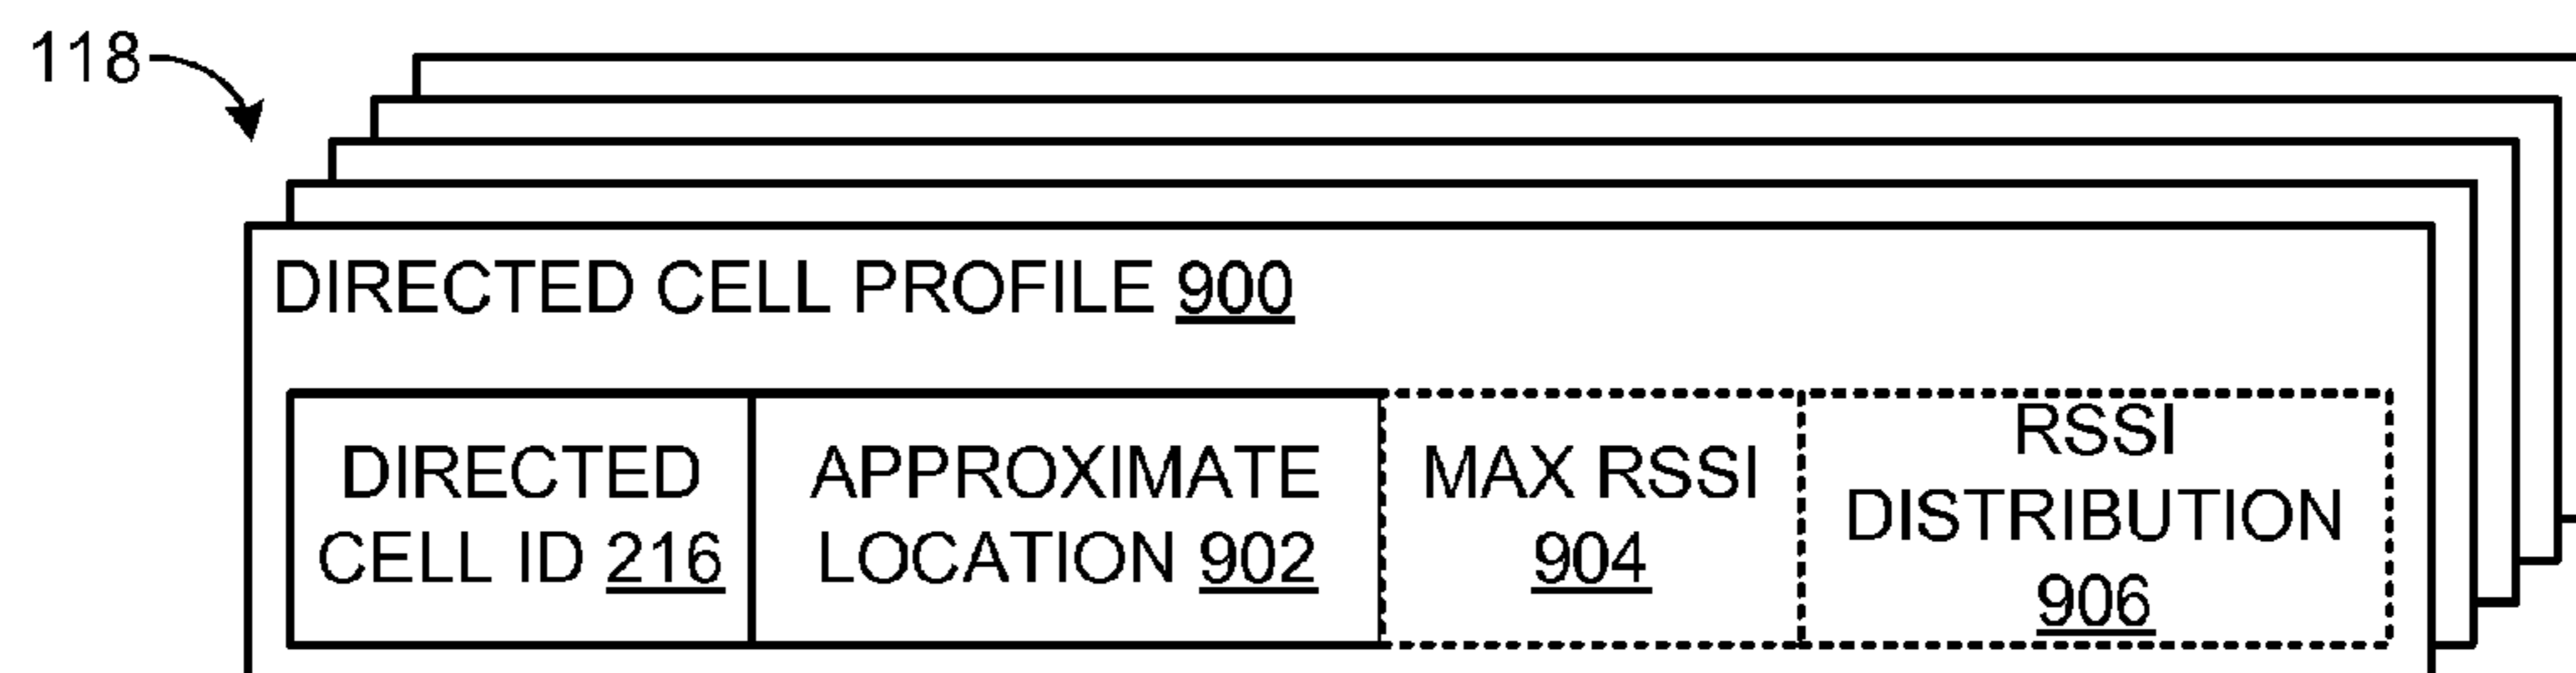 118
DIRECTED CELL PROFILE 900
DIRECTED
CELL ID 216
APPROXIMATE
LOCATION 902
MAX RSSI
904
RSSI
DISTRIBUTION
906